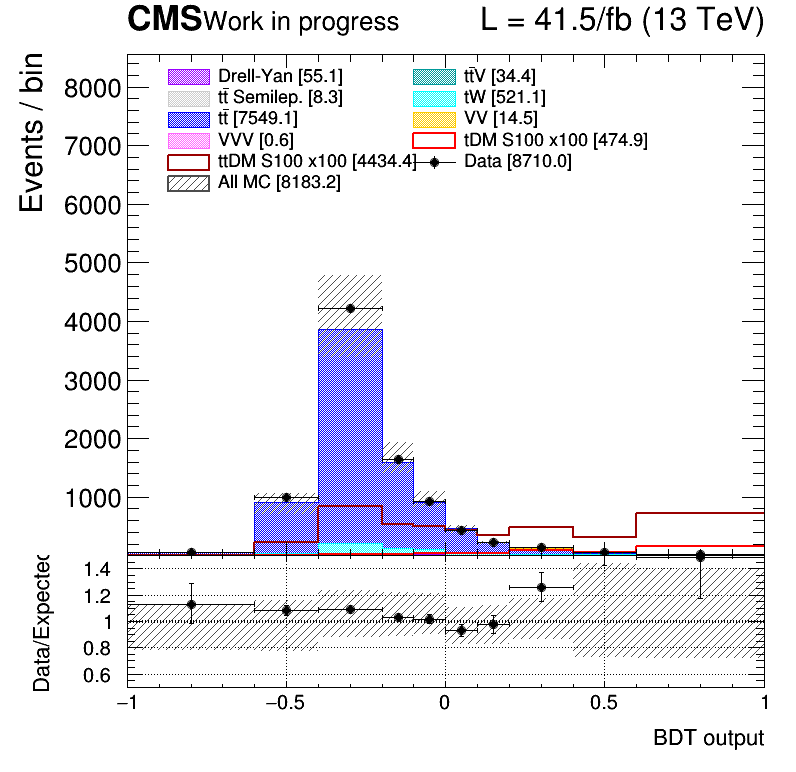 CMS Work in progress L = 41.5/fb (13 TeV)
Events / bin
8000
7000
6000
5000
4000
3000
2000
1000
Drell-Yan [55.1]
tt̄V [34.4]
tt̄ Semilep. [8.3]
tW [521.1]
tt̄ [7549.1]
VV [14.5]
VVV [0.6]
tDM S100 x100 [474.9]
ttDM S100 x100 [4434.4]
Data [8710.0]
All MC [8183.2]
Data/Expected
1.4
1.2
1
0.8
0.6
−1 −0.5 0 0.5 1
BDT output